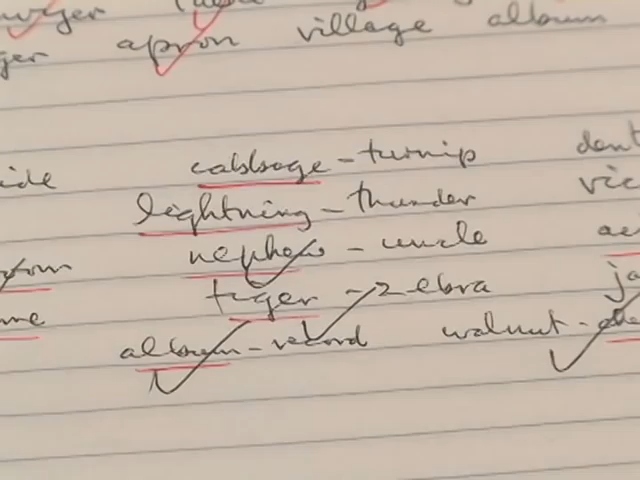 apron village album
cabbage - turnip
lightning - thunder
nephew - uncle
tiger - zebra
album - record walnut -